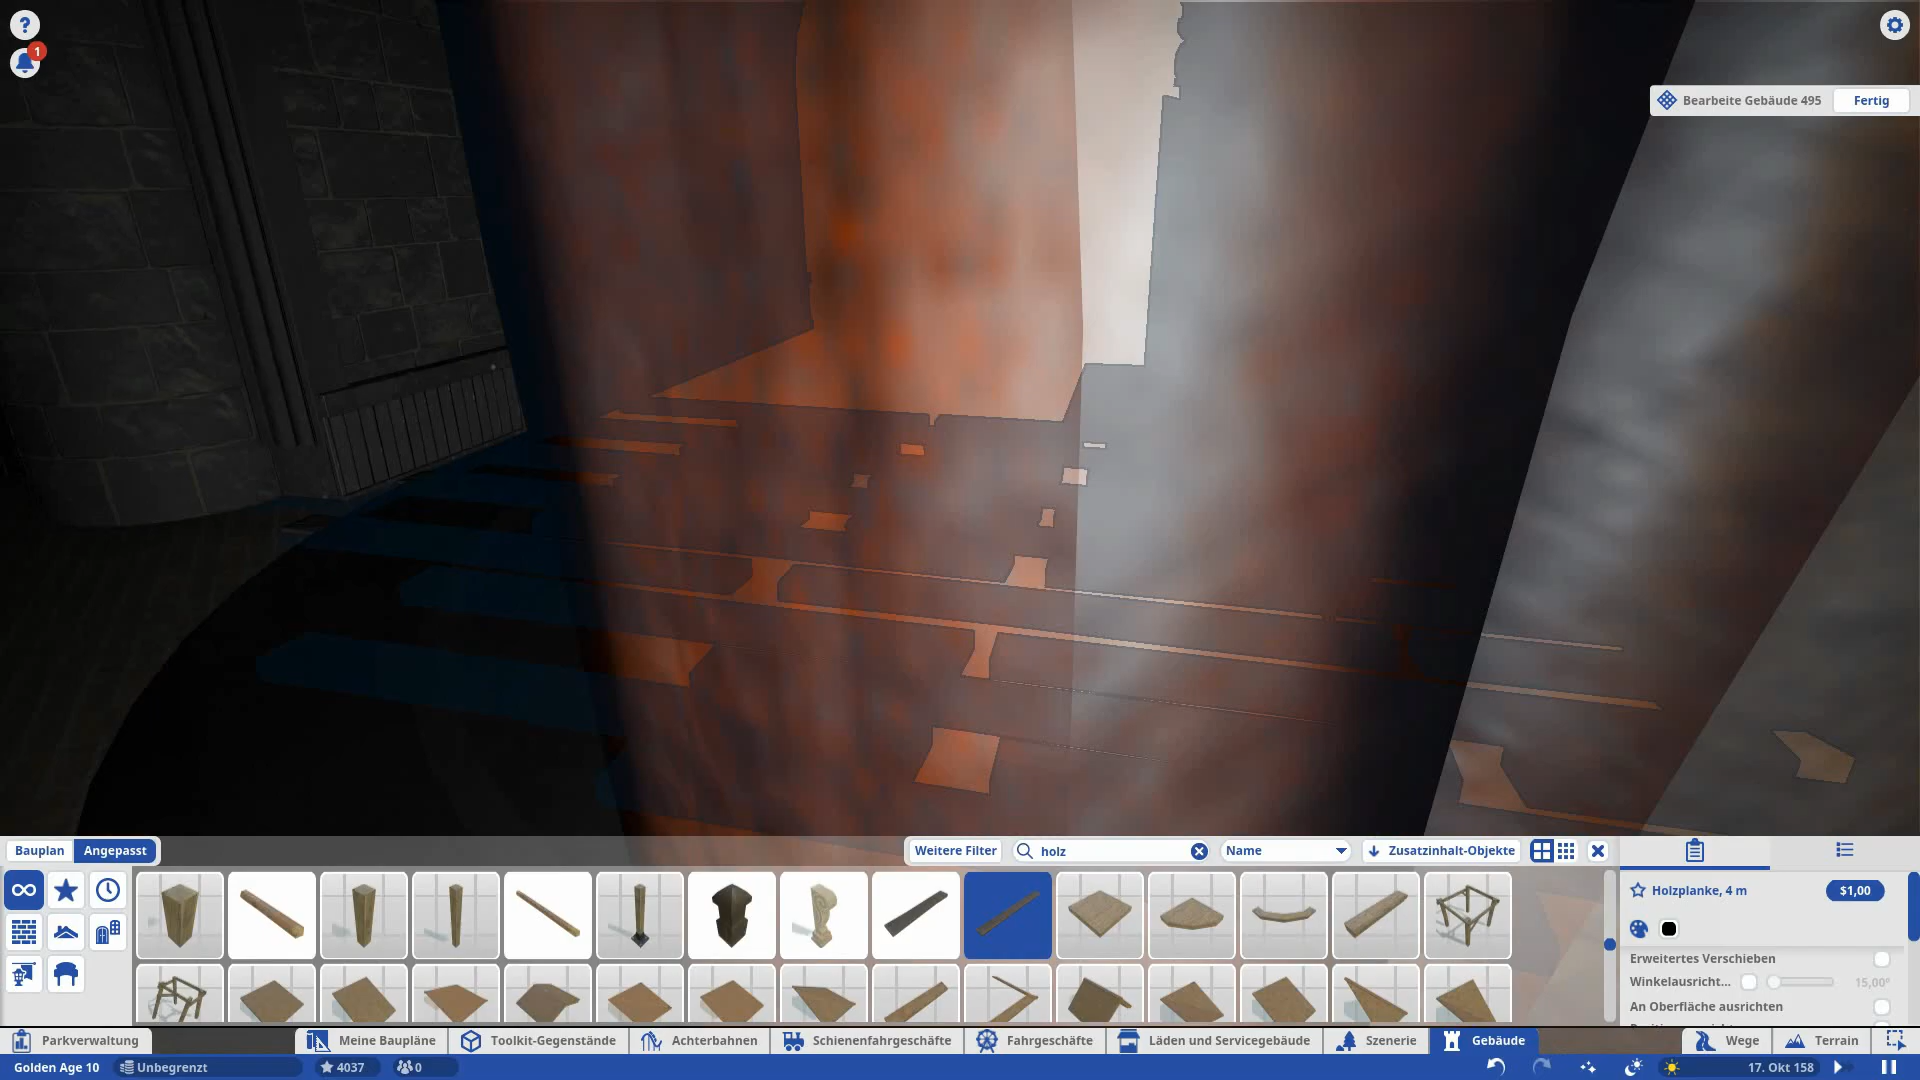 ?
1
Bearbeite Gebäude 495
Fertig
Bauplan
Angepasst
Weitere Filter
holz
Name
Zusatzinhalt-Objekte
Holzplanke, 4 m
$1,00
Erweitertes Verschieben
Winkelausricht...
15,00°
An Oberfläche ausrichten
Parkverwaltung
Meine Baupläne
Toolkit-Gegenstände
Achterbahnen
Schienenfahrgeschäfte
Fahrgeschäfte
Läden und Servicegebäude
Szenerie
Gebäude
Wege
Terrain
Golden Age 10
Unbegrenzt
4037
0
17. Okt 158